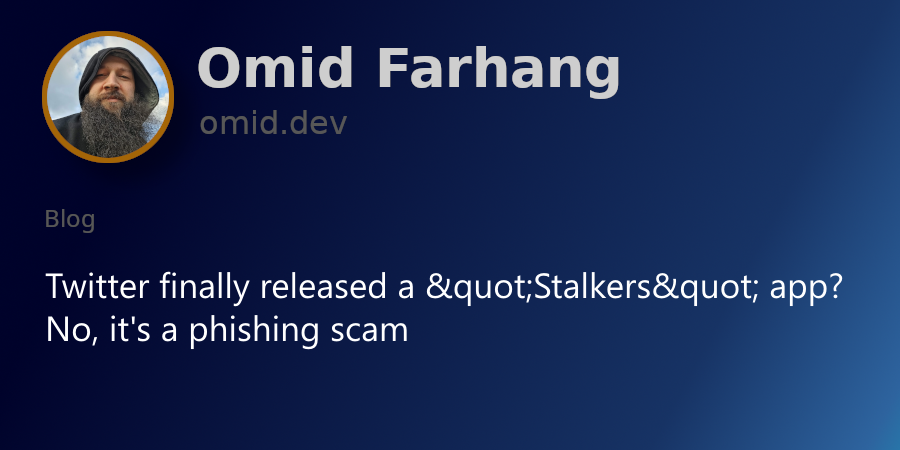 Omid Farhang
omid.dev
Blog
Twitter finally released a &quot;Stalkers&quot; app?
No, it's a phishing scam